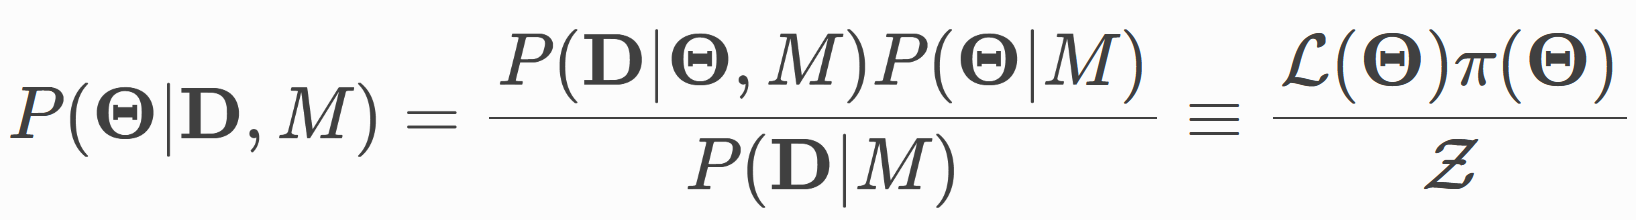 P(𝚯|𝐃, M) = P(𝐃|𝚯, M)P(𝚯|M) / P(𝐃|M) ≡ ℒ(𝚯)π(𝚯) / 𝒵